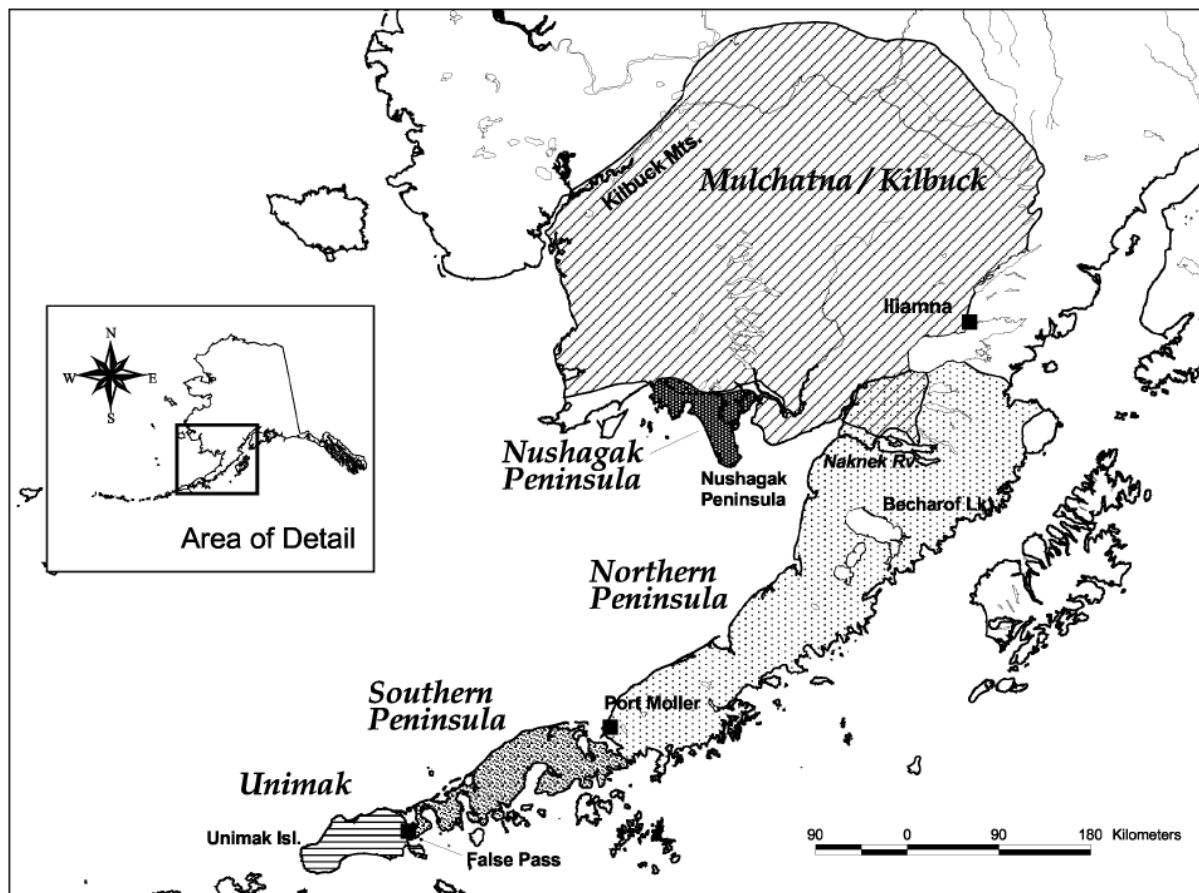 Kilbuck Mts.
Mulchatna / Kilbuck
Iliamna
N
W
E
S
Area of Detail
Nushagak
Peninsula
Nushagak
Peninsula
Naknek Rv.
Becharof Lk.
Northern
Peninsula
Southern
Peninsula
Port Moller
Unimak
Unimak Isl.
False Pass
90
0
90
180
Kilometers